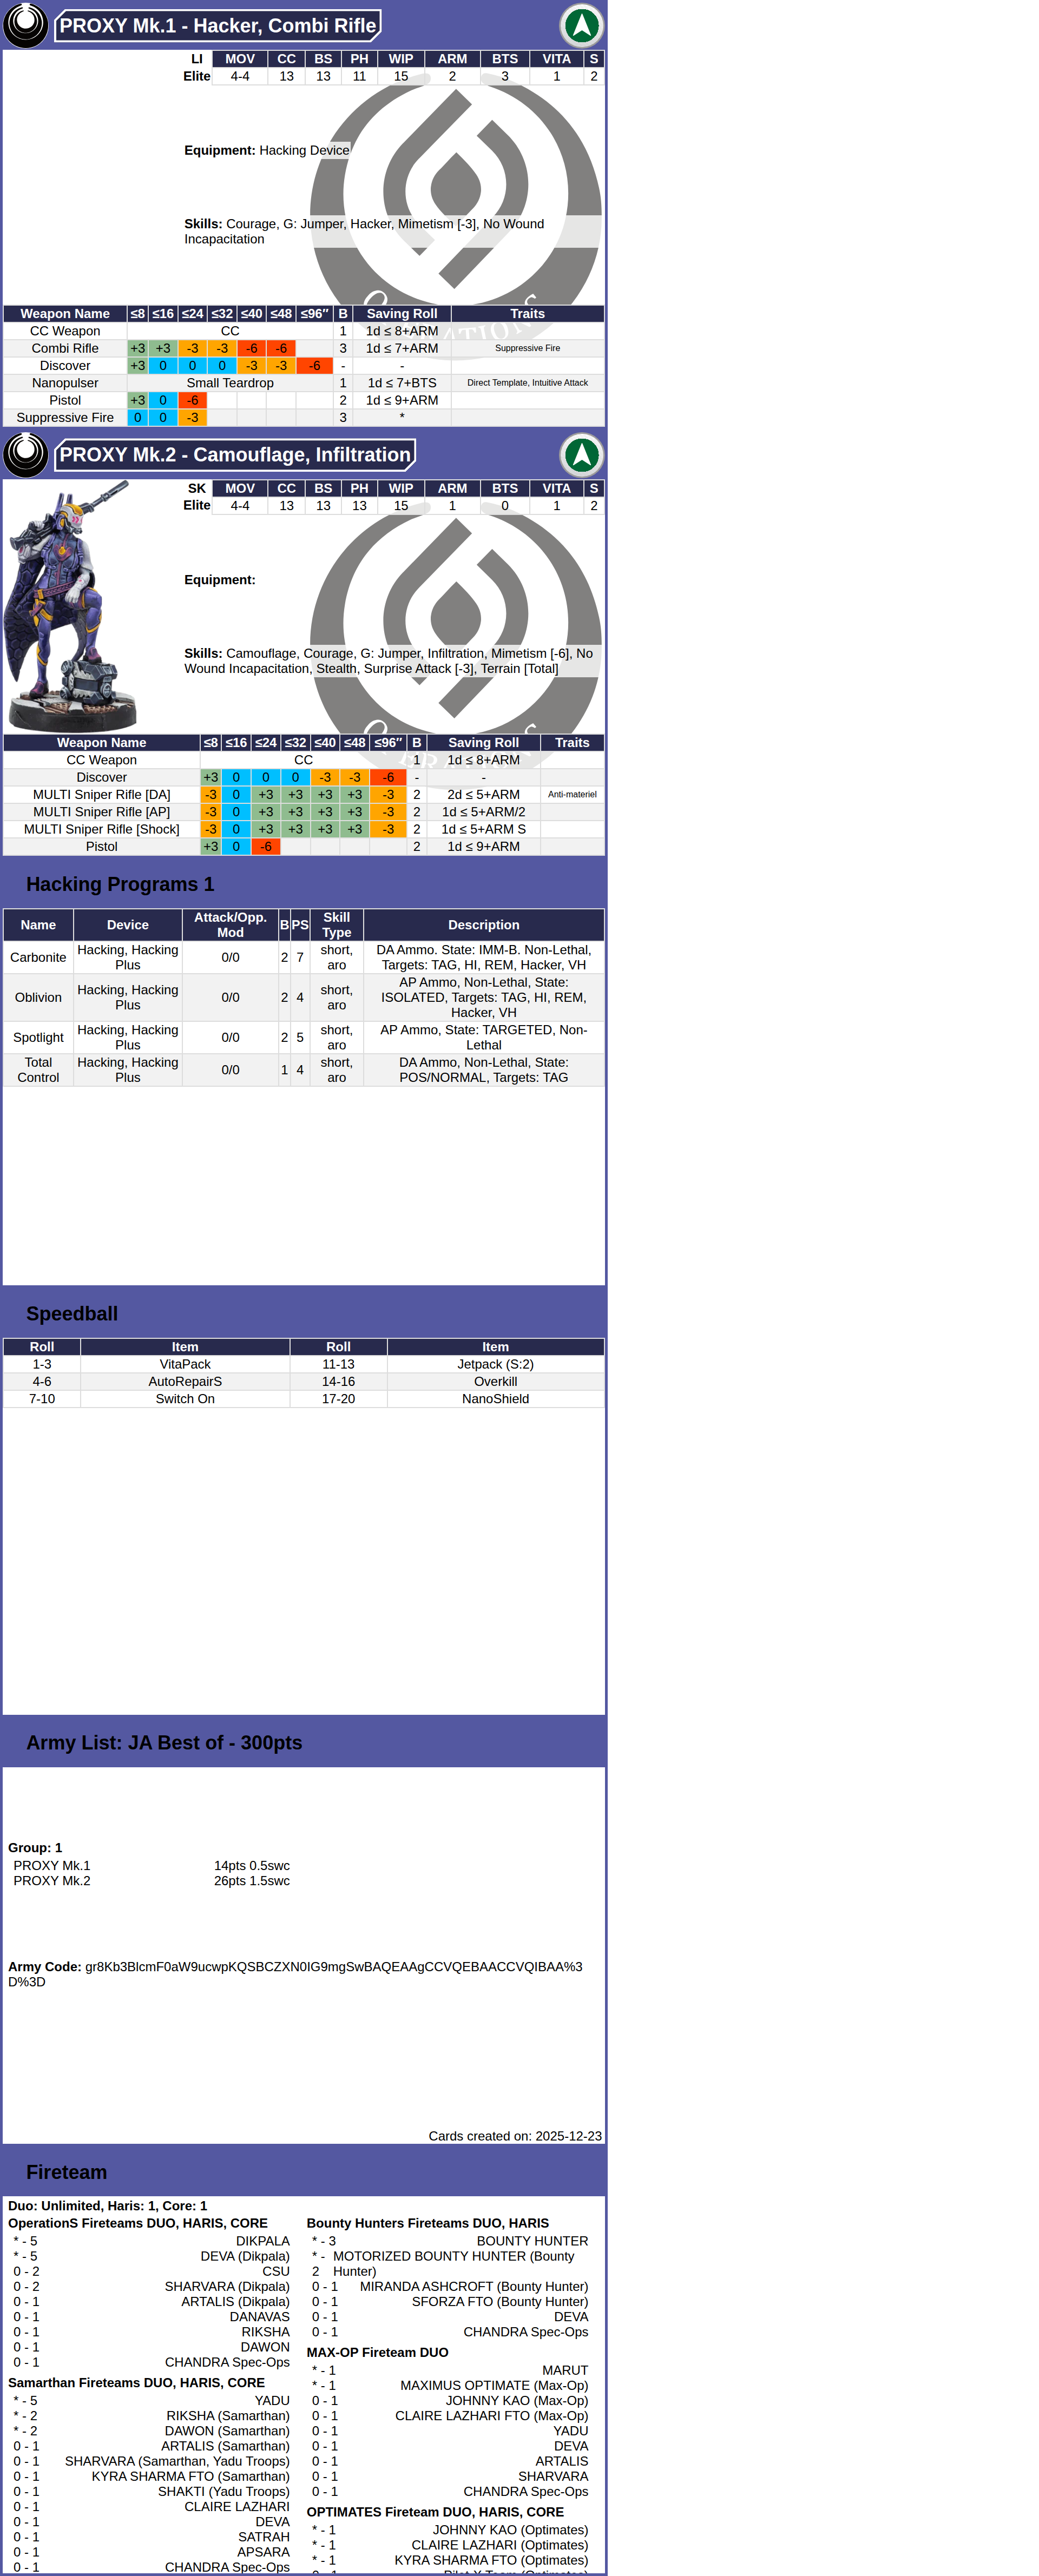 PROXY Mk.1 - Hacker, Combi Rifle
LI MOV CC BS PH WIP ARM BTS VITA S
Elite 4-4 13 13 11 15 2 3 1 2
Equipment: Hacking Device
Skills: Courage, G: Jumper, Hacker, Mimetism [-3], No Wound
Incapacitation
Weapon Name ≤8 ≤16 ≤24 ≤32 ≤40 ≤48 ≤96″ B Saving Roll Traits
CC Weapon CC 1 1d ≤ 8+ARM
Combi Rifle +3 +3 -3 -3 -6 -6 3 1d ≤ 7+ARM Suppressive Fire
Discover +3 0 0 0 -3 -3 -6 - -
Nanopulser Small Teardrop 1 1d ≤ 7+BTS Direct Template, Intuitive Attack
Pistol +3 0 -6 2 1d ≤ 9+ARM
Suppressive Fire 0 0 -3 3 *
PROXY Mk.2 - Camouflage, Infiltration
SK MOV CC BS PH WIP ARM BTS VITA S
Elite 4-4 13 13 13 15 1 0 1 2
Equipment:
Skills: Camouflage, Courage, G: Jumper, Infiltration, Mimetism [-6], No
Wound Incapacitation, Stealth, Surprise Attack [-3], Terrain [Total]
Weapon Name ≤8 ≤16 ≤24 ≤32 ≤40 ≤48 ≤96″ B Saving Roll Traits
CC Weapon CC 1 1d ≤ 8+ARM
Discover +3 0 0 0 -3 -3 -6 - -
MULTI Sniper Rifle [DA] -3 0 +3 +3 +3 +3 -3 2 2d ≤ 5+ARM Anti-materiel
MULTI Sniper Rifle [AP] -3 0 +3 +3 +3 +3 -3 2 1d ≤ 5+ARM/2
MULTI Sniper Rifle [Shock] -3 0 +3 +3 +3 +3 -3 2 1d ≤ 5+ARM S
Pistol +3 0 -6 2 1d ≤ 9+ARM
Hacking Programs 1
Name Device Attack/Opp. Mod B PS Skill Type Description
Carbonite Hacking, Hacking Plus 0/0 2 7 short, aro DA Ammo. State: IMM-B. Non-Lethal, Targets: TAG, HI, REM, Hacker, VH
Oblivion Hacking, Hacking Plus 0/0 2 4 short, aro AP Ammo, Non-Lethal, State: ISOLATED, Targets: TAG, HI, REM, Hacker, VH
Spotlight Hacking, Hacking Plus 0/0 2 5 short, aro AP Ammo, State: TARGETED, Non-Lethal
Total Control Hacking, Hacking Plus 0/0 1 4 short, aro DA Ammo, Non-Lethal, State: POS/NORMAL, Targets: TAG
Speedball
Roll Item Roll Item
1-3 VitaPack 11-13 Jetpack (S:2)
4-6 AutoRepairS 14-16 Overkill
7-10 Switch On 17-20 NanoShield
Army List: JA Best of - 300pts
Group: 1
PROXY Mk.1 14pts 0.5swc
PROXY Mk.2 26pts 1.5swc
Army Code: gr8Kb3BlcmF0aW9ucwpKQSBCZXN0IG9mgSwBAQEAAgCCVQEBAACCVQIBAA%3
D%3D
Cards created on: 2025-12-23
Fireteam
Duo: Unlimited, Haris: 1, Core: 1
OperationS Fireteams DUO, HARIS, CORE
* - 5 DIKPALA
* - 5 DEVA (Dikpala)
0 - 2 CSU
0 - 2 SHARVARA (Dikpala)
0 - 1 ARTALIS (Dikpala)
0 - 1 DANAVAS
0 - 1 RIKSHA
0 - 1 DAWON
0 - 1 CHANDRA Spec-Ops
Samarthan Fireteams DUO, HARIS, CORE
* - 5 YADU
* - 2 RIKSHA (Samarthan)
* - 2 DAWON (Samarthan)
0 - 1 ARTALIS (Samarthan)
0 - 1 SHARVARA (Samarthan, Yadu Troops)
0 - 1 KYRA SHARMA FTO (Samarthan)
0 - 1 SHAKTI (Yadu Troops)
0 - 1 CLAIRE LAZHARI
0 - 1 DEVA
0 - 1 SATRAH
0 - 1 APSARA
0 - 1 CHANDRA Spec-Ops
Bounty Hunters Fireteams DUO, HARIS
* - 3 BOUNTY HUNTER
* - 2 MOTORIZED BOUNTY HUNTER (Bounty Hunter)
0 - 1 MIRANDA ASHCROFT (Bounty Hunter)
0 - 1 SFORZA FTO (Bounty Hunter)
0 - 1 DEVA
0 - 1 CHANDRA Spec-Ops
MAX-OP Fireteam DUO
* - 1 MARUT
* - 1 MAXIMUS OPTIMATE (Max-Op)
0 - 1 JOHNNY KAO (Max-Op)
0 - 1 CLAIRE LAZHARI FTO (Max-Op)
0 - 1 YADU
0 - 1 DEVA
0 - 1 ARTALIS
0 - 1 SHARVARA
0 - 1 CHANDRA Spec-Ops
OPTIMATES Fireteam DUO, HARIS, CORE
* - 1 JOHNNY KAO (Optimates)
* - 1 CLAIRE LAZHARI (Optimates)
* - 1 KYRA SHARMA FTO (Optimates)